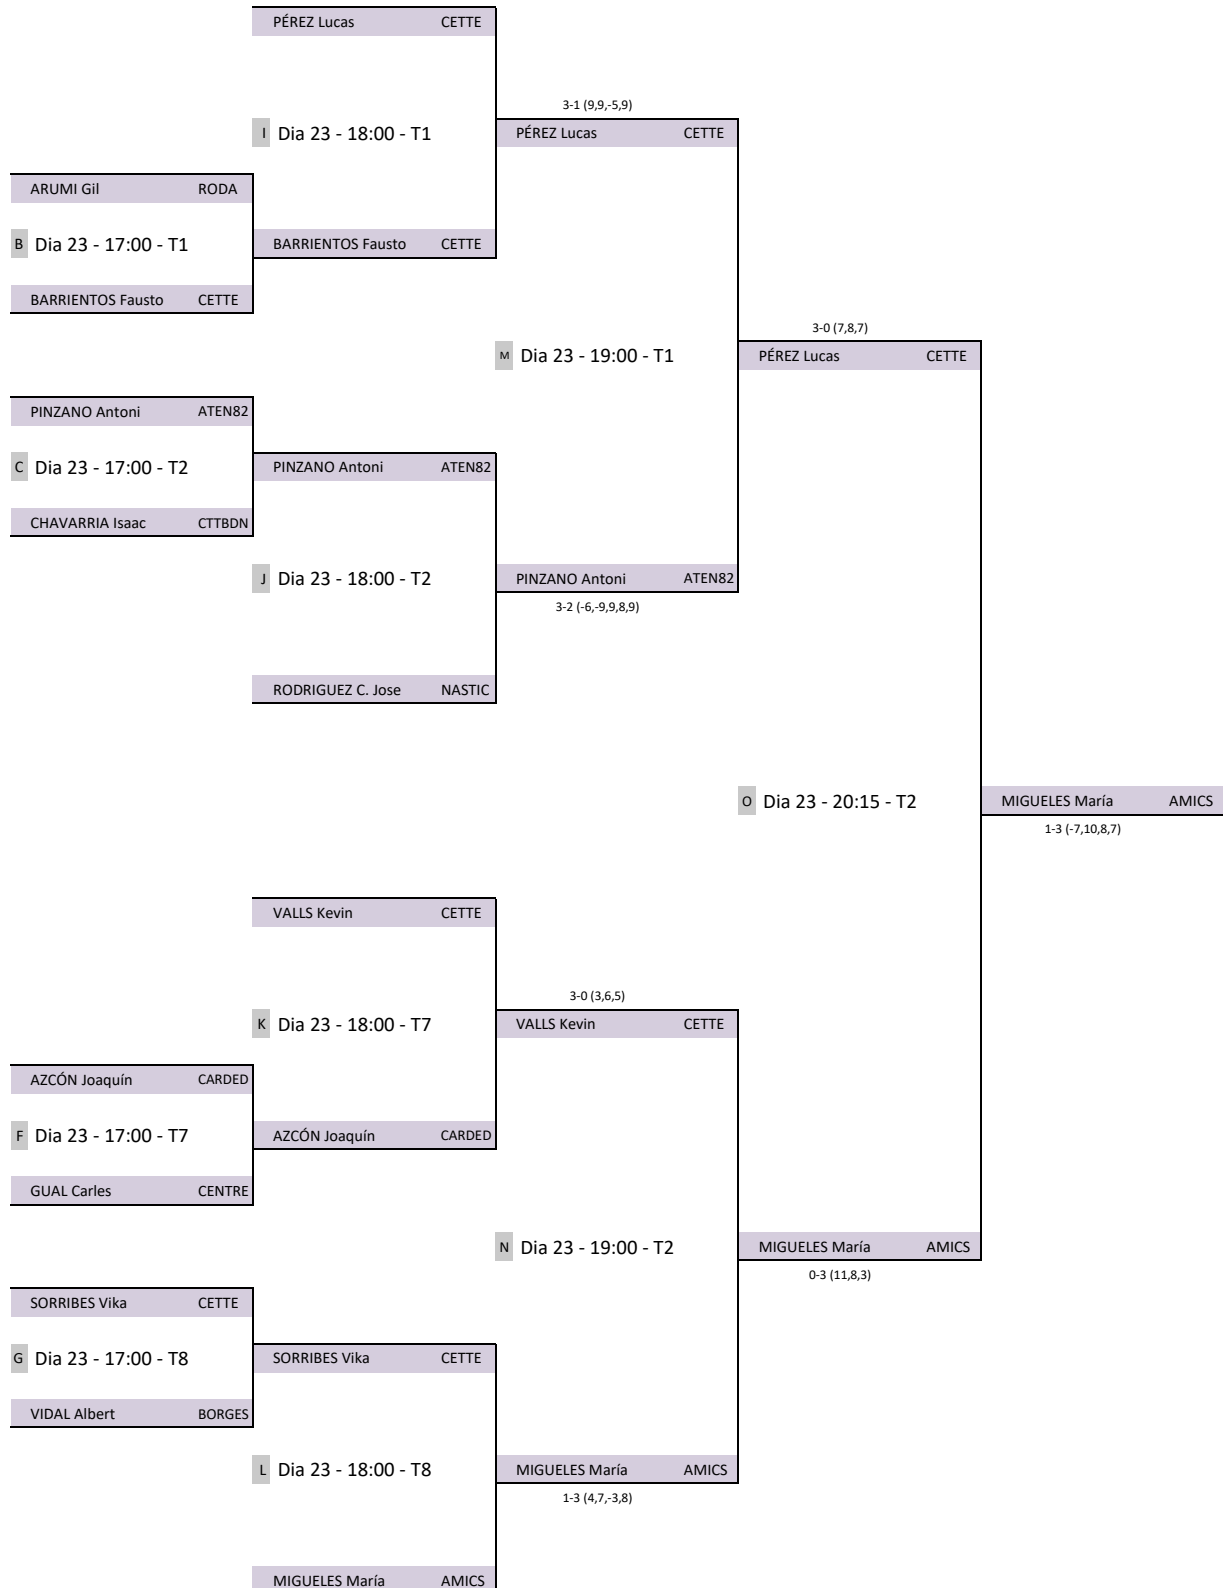 PÉREZ Lucas CETTE
3-1 (9,9,-5,9)
I Dia 23 - 18:00 - T1
PÉREZ Lucas CETTE
ARUMI Gil RODA
B Dia 23 - 17:00 - T1
BARRIENTOS Fausto CETTE
BARRIENTOS Fausto CETTE
3-0 (7,8,7)
M Dia 23 - 19:00 - T1
PÉREZ Lucas CETTE
PINZANO Antoni ATEN82
C Dia 23 - 17:00 - T2
PINZANO Antoni ATEN82
CHAVARRIA Isaac CTTBDN
J Dia 23 - 18:00 - T2
PINZANO Antoni ATEN82
3-2 (-6,-9,9,8,9)
RODRIGUEZ C. Jose NASTIC
O Dia 23 - 20:15 - T2
MIGUELES María AMICS
1-3 (-7,10,8,7)
VALLS Kevin CETTE
3-0 (3,6,5)
K Dia 23 - 18:00 - T7
VALLS Kevin CETTE
AZCÓN Joaquín CARDED
F Dia 23 - 17:00 - T7
AZCÓN Joaquín CARDED
GUAL Carles CENTRE
N Dia 23 - 19:00 - T2
MIGUELES María AMICS
0-3 (11,8,3)
SORRIBES Vika CETTE
G Dia 23 - 17:00 - T8
SORRIBES Vika CETTE
VIDAL Albert BORGES
L Dia 23 - 18:00 - T8
MIGUELES María AMICS
1-3 (4,7,-3,8)
MIGUELES María AMICS